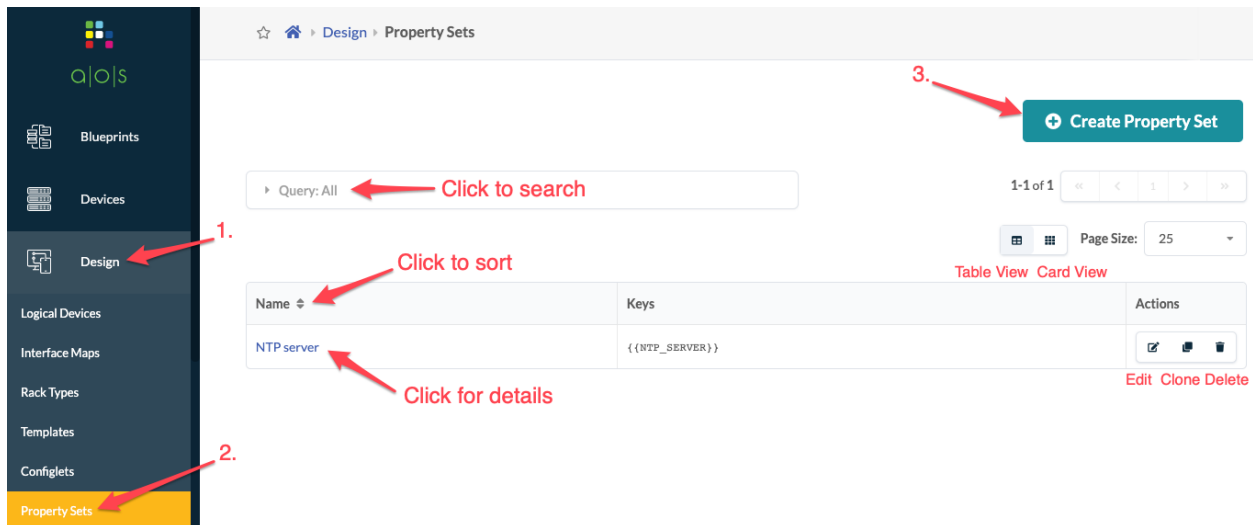 a|o|s
Blueprints
Devices
Design
Logical Devices
Interface Maps
Rack Types
Templates
Configlets
Property Sets
1.
2.
Design Property Sets
3.
Create Property Set
Query: All
Click to search
1-1 of 1 « < 1 > »
Page Size: 25
Table View Card View
Click to sort
Name Keys Actions
NTP server {{NTP_SERVER}}
Edit Clone Delete
Click for details